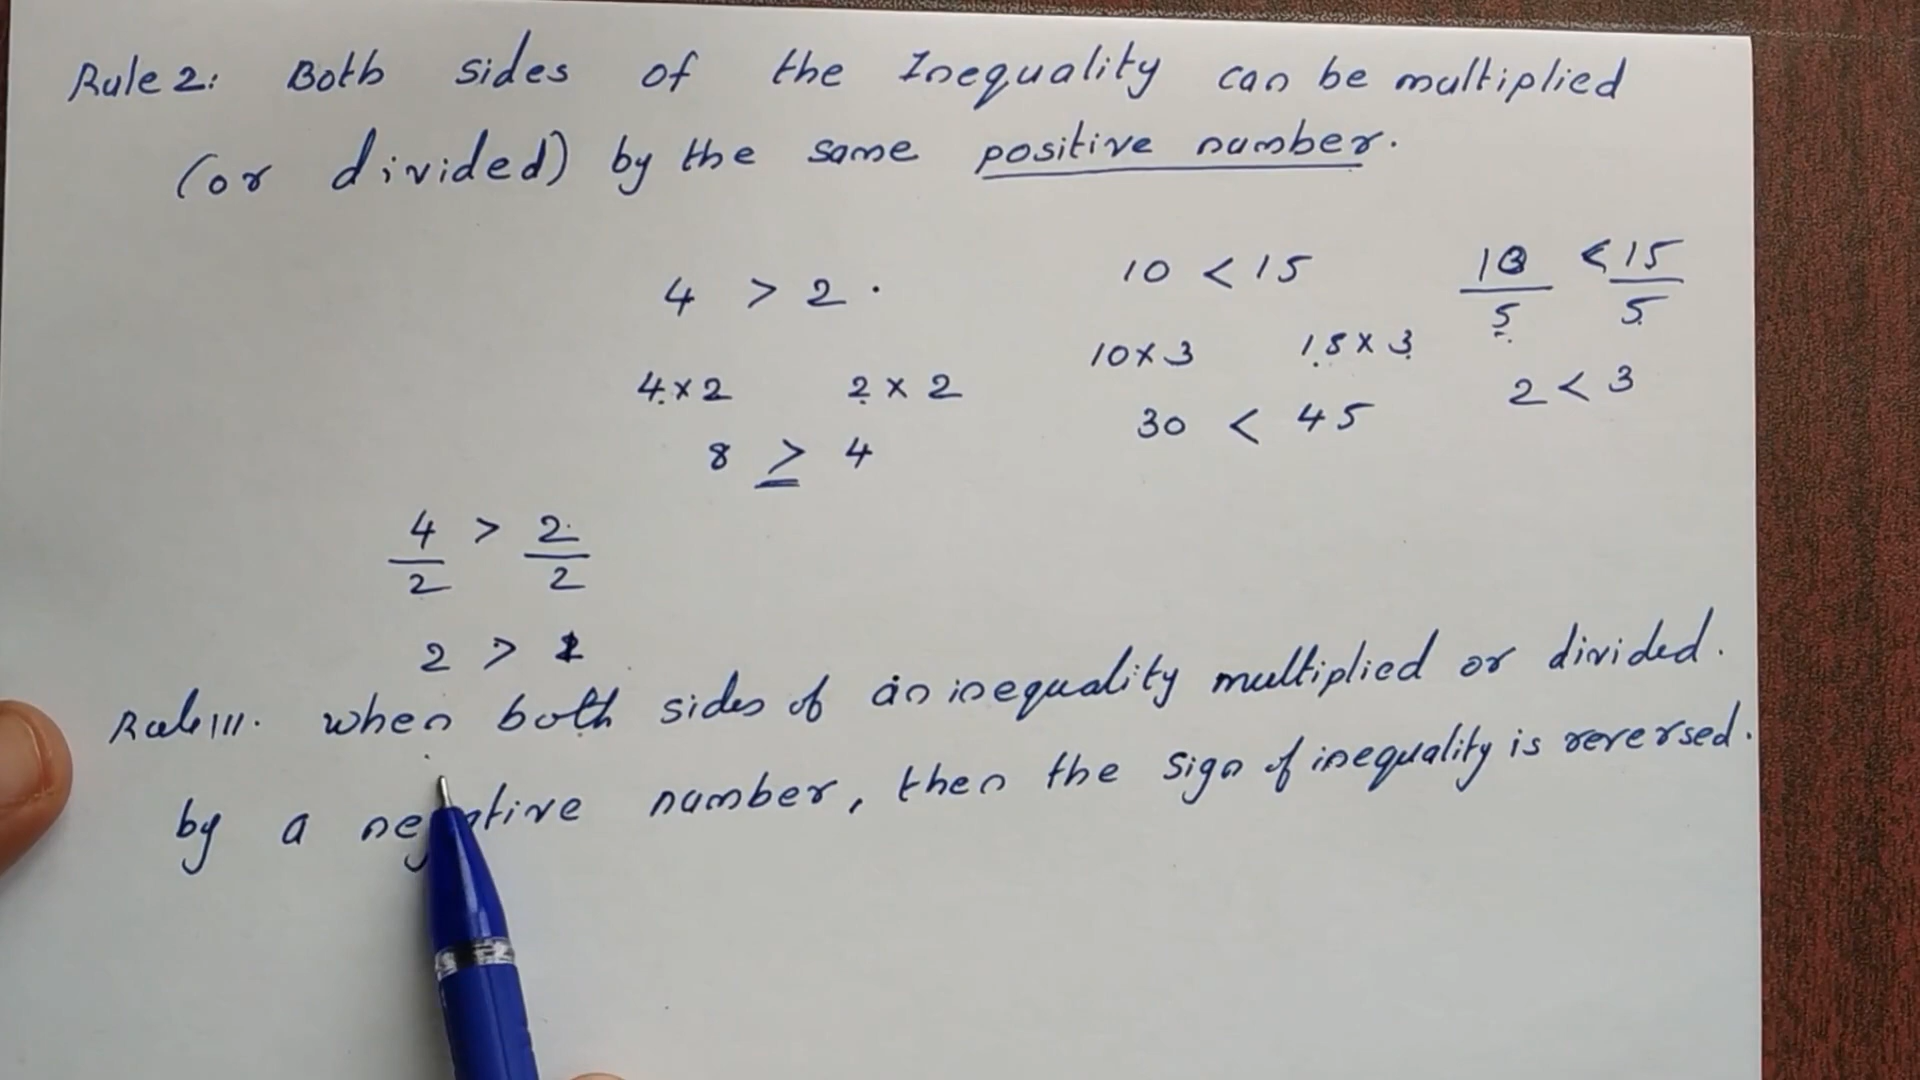 Rule 2: Both sides of the Inequality can be multiplied
(or divided) by the same positive number.
4 > 2 .
4 × 2 2 × 2
8 > 4
10 < 15
10 × 3 15 × 3
30 < 45
10/5 < 15/5
2 < 3
4/2 > 2/2
2 > 1
Rule III. when both sides of an inequality multiplied or divided.
by a negative number, then the sign of inequality is reversed.